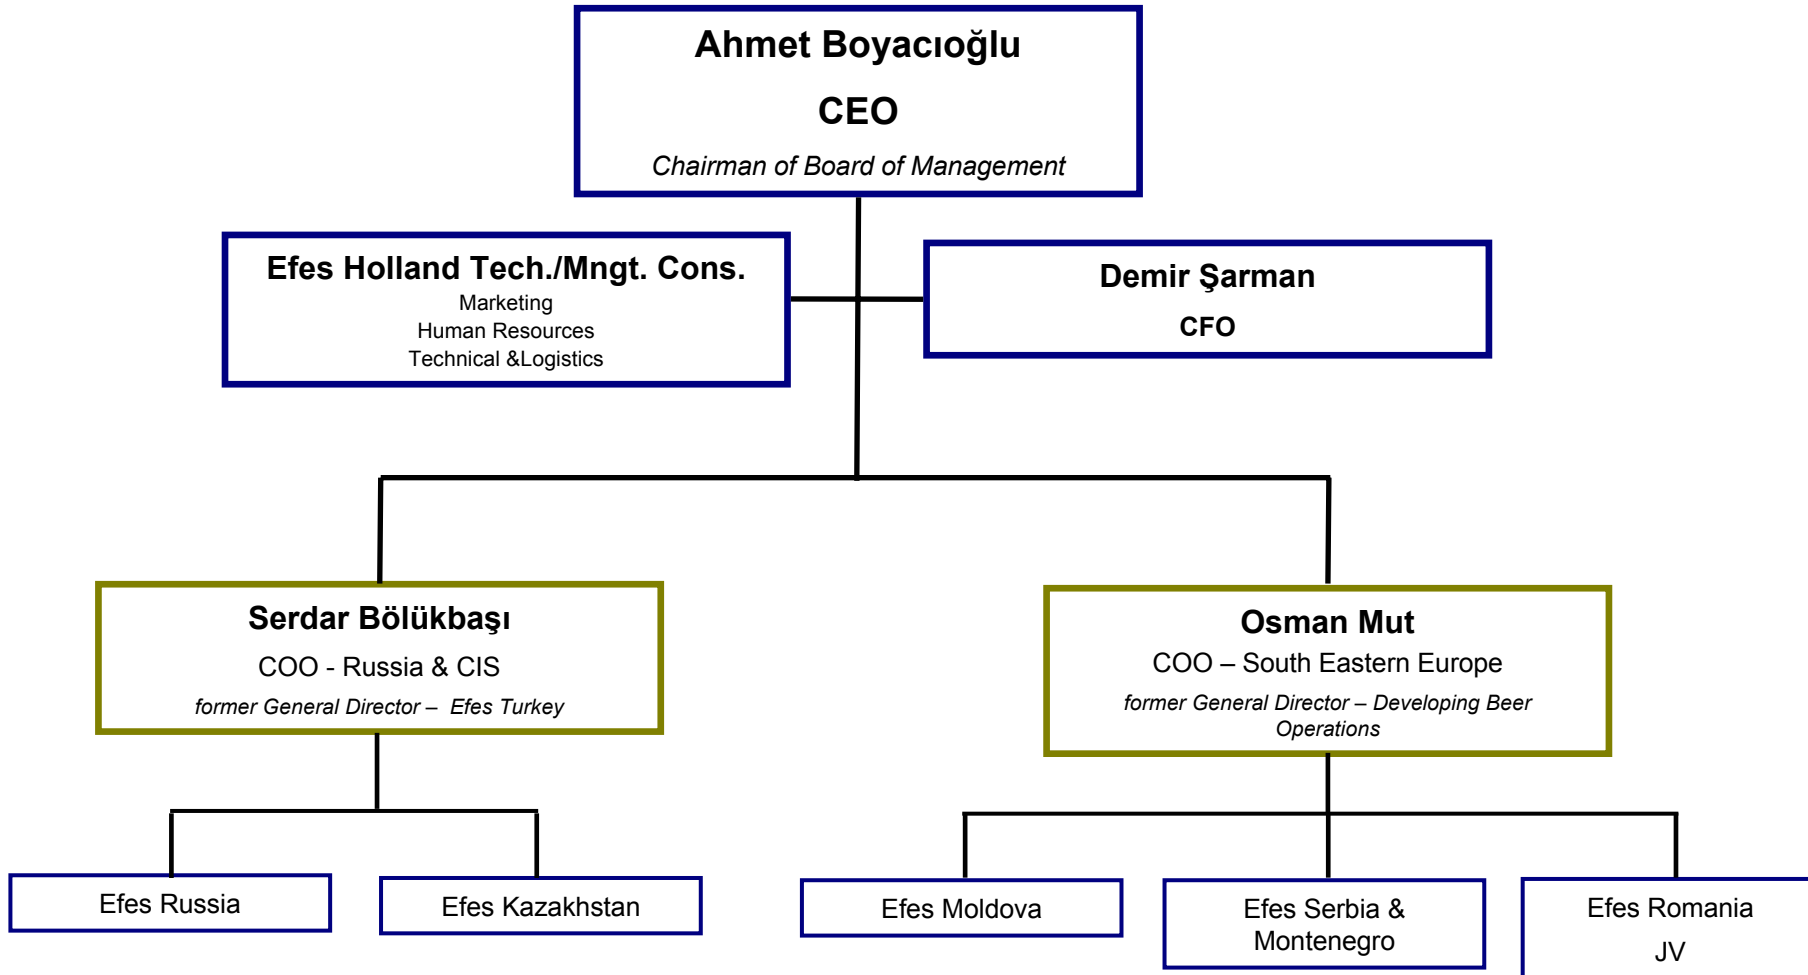 Ahmet Boyacıoğlu
CEO
Chairman of Board of Management
Efes Holland Tech./Mngt. Cons.
Marketing
Human Resources
Technical &Logistics
Demir Şarman
CFO
Serdar Bölükbaşı
COO - Russia & CIS
former General Director – Efes Turkey
Osman Mut
COO – South Eastern Europe
former General Director – Developing Beer
Operations
Efes Russia
Efes Kazakhstan
Efes Moldova
Efes Serbia &
Montenegro
Efes Romania
JV